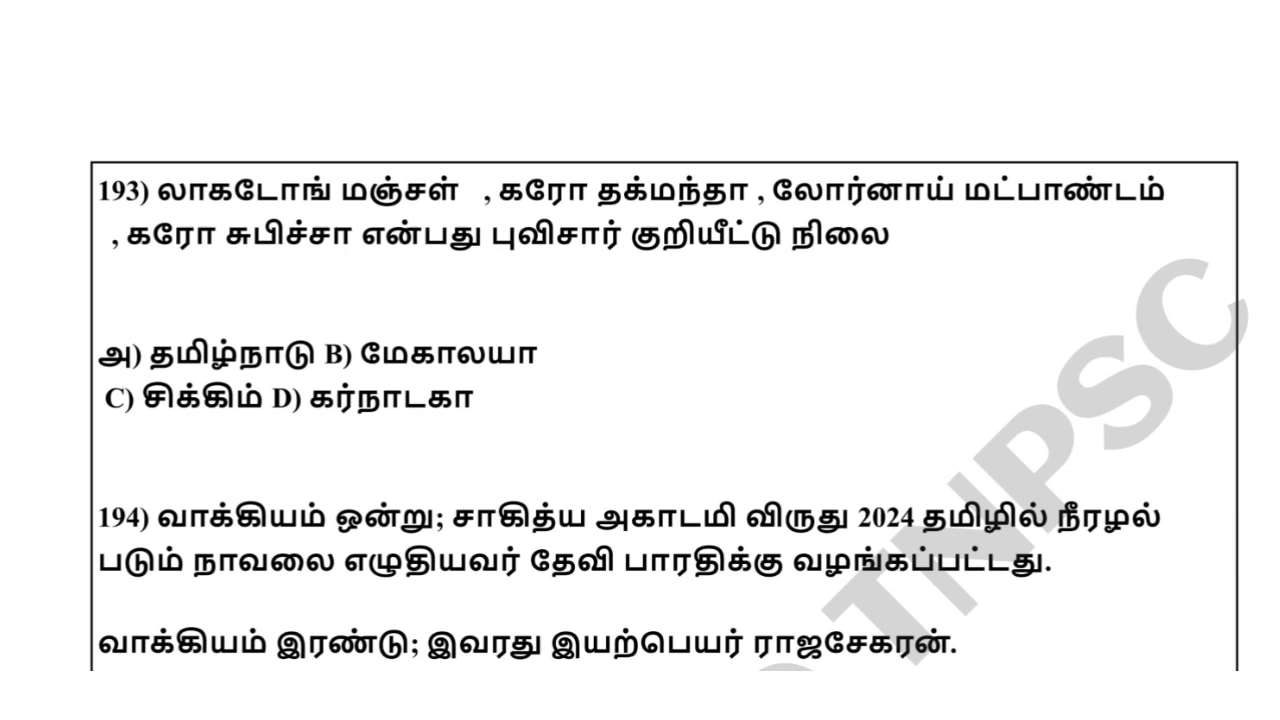 193) லாகடோங் மஞ்சள் , கரோ தக்மந்தா , லோர்னாய் மட்பாண்டம்
, கரோ சுபிச்சா என்பது புவிசார் குறியீட்டு நிலை
அ) தமிழ்நாடு B) மேகாலயா
C) சிக்கிம் D) கர்நாடகா
194) வாக்கியம் ஒன்று; சாகித்ய அகாடமி விருது 2024 தமிழில் நீரழல்
படும் நாவலை எழுதியவர் தேவி பாரதிக்கு வழங்கப்பட்டது.
வாக்கியம் இரண்டு; இவரது இயற்பெயர் ராஜசேகரன்.
TNPSC